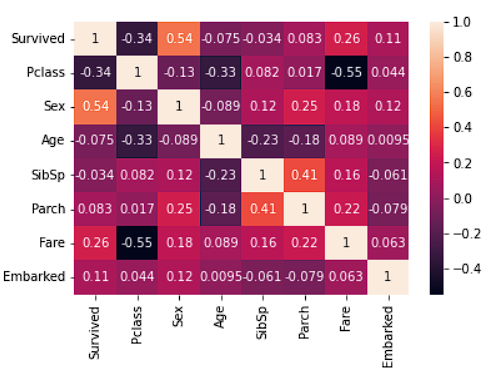 1.0
Survived 1 -0.34 0.54 -0.075 -0.034 0.083 0.26 0.11
Pclass -0.34 1 -0.13 -0.33 0.082 0.017 -0.55 0.044
Sex 0.54 -0.13 1 -0.089 0.12 0.25 0.18 0.12
Age -0.075 -0.33 -0.089 1 -0.23 -0.18 0.089 0.0095
SibSp -0.034 0.082 0.12 -0.23 1 0.41 0.16 -0.061
Parch 0.083 0.017 0.25 -0.18 0.41 1 0.22 -0.079
Fare 0.26 -0.55 0.18 0.089 0.16 0.22 1 0.063
Embarked 0.11 0.044 0.12 0.0095 -0.061 -0.079 0.063 1
0.8
0.6
0.4
0.2
0.0
−0.2
−0.4
Survived
Pclass
Sex
Age
SibSp
Parch
Fare
Embarked